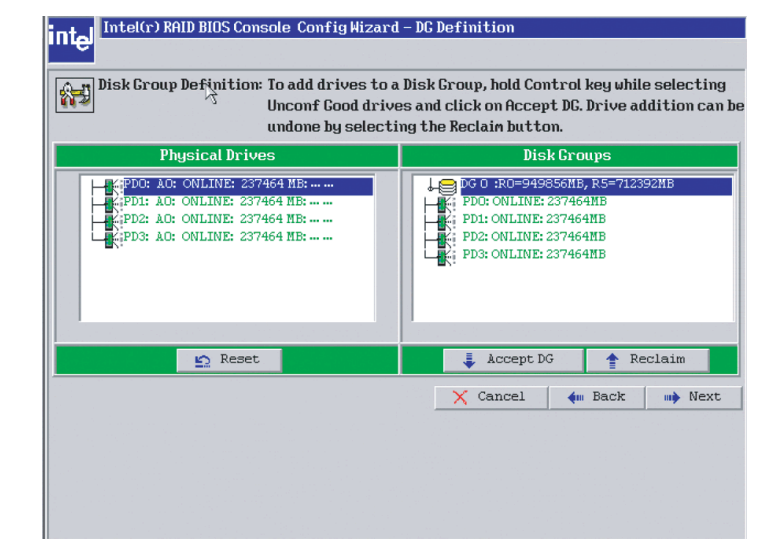 intel
Intel(r) RAID BIOS Console Config Wizard – DG Definition
Disk Group Definition: To add drives to a Disk Group, hold Control key while selecting
Unconf Good drives and click on Accept DG. Drive addition can be
undone by selecting the Reclaim button.
Physical Drives
PD0: A0: ONLINE: 237464 MB: ... ...
PD1: A0: ONLINE: 237464 MB: ... ...
PD2: A0: ONLINE: 237464 MB: ... ...
PD3: A0: ONLINE: 237464 MB: ... ...
Reset
Disk Groups
DG 0 :R0=949856MB, R5=712392MB
PD0: ONLINE: 237464MB
PD1: ONLINE: 237464MB
PD2: ONLINE: 237464MB
PD3: ONLINE: 237464MB
Accept DG
Reclaim
Cancel
Back
Next